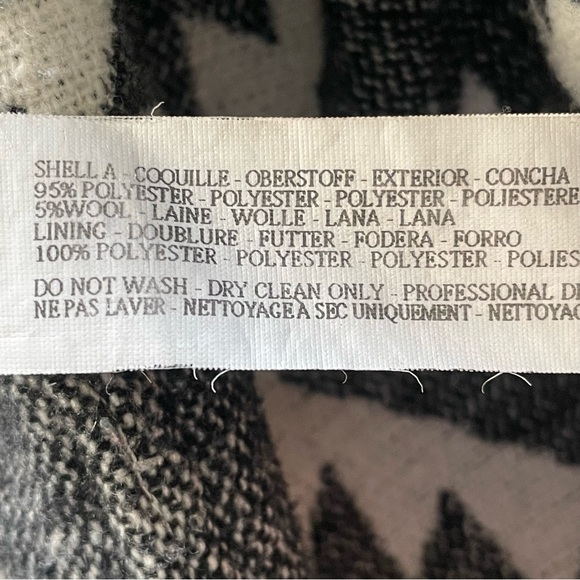 SHELL A - COQUILLE - OBERSTOFF - EXTERIOR - CONCHA
95% POLYESTER - POLYESTER - POLYESTER - POLIESTERE
5%WOOL - LAINE - WOLLE - LANA - LANA
LINING - DOUBLURE - FUTTER - FODERA - FORRO
100% POLYESTER - POLYESTER - POLYESTER - POLIES
DO NOT WASH - DRY CLEAN ONLY - PROFESSIONAL D
NE PAS LAVER - NETTOYAGE À SEC UNIQUEMENT - NETTOYAG